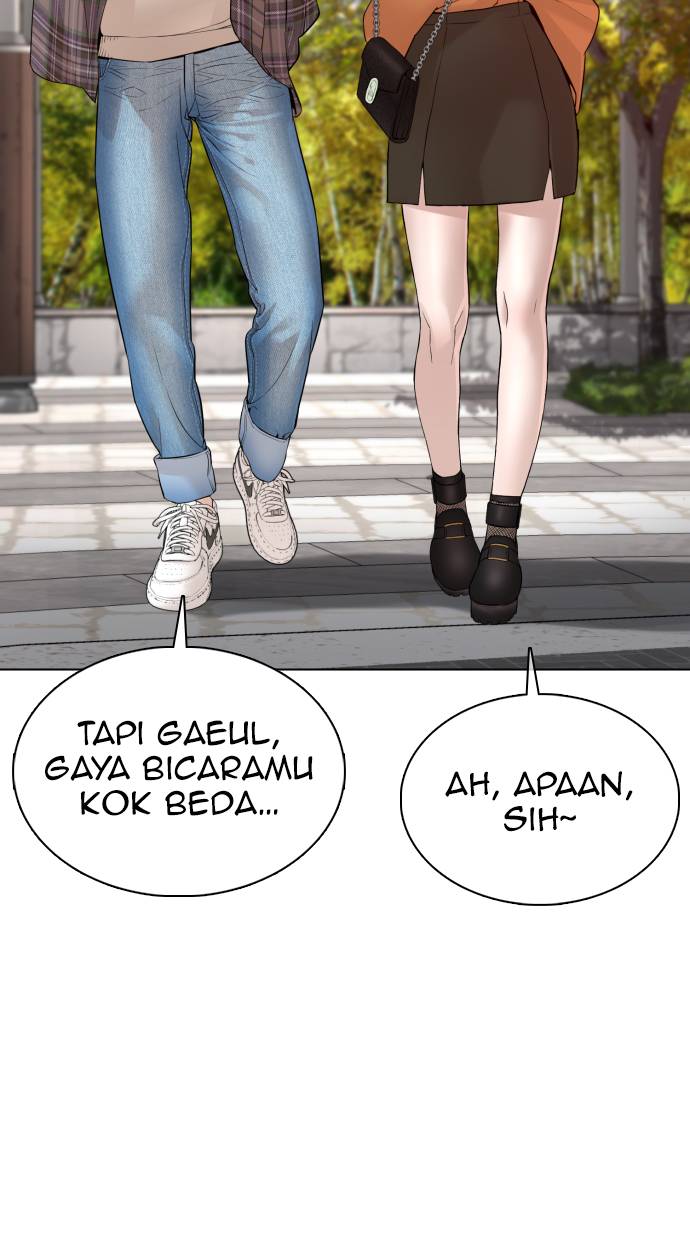 TAPI GAEUL,
GAYA BICARAMU
KOK BEDA...
AH, APAAN,
SIH~